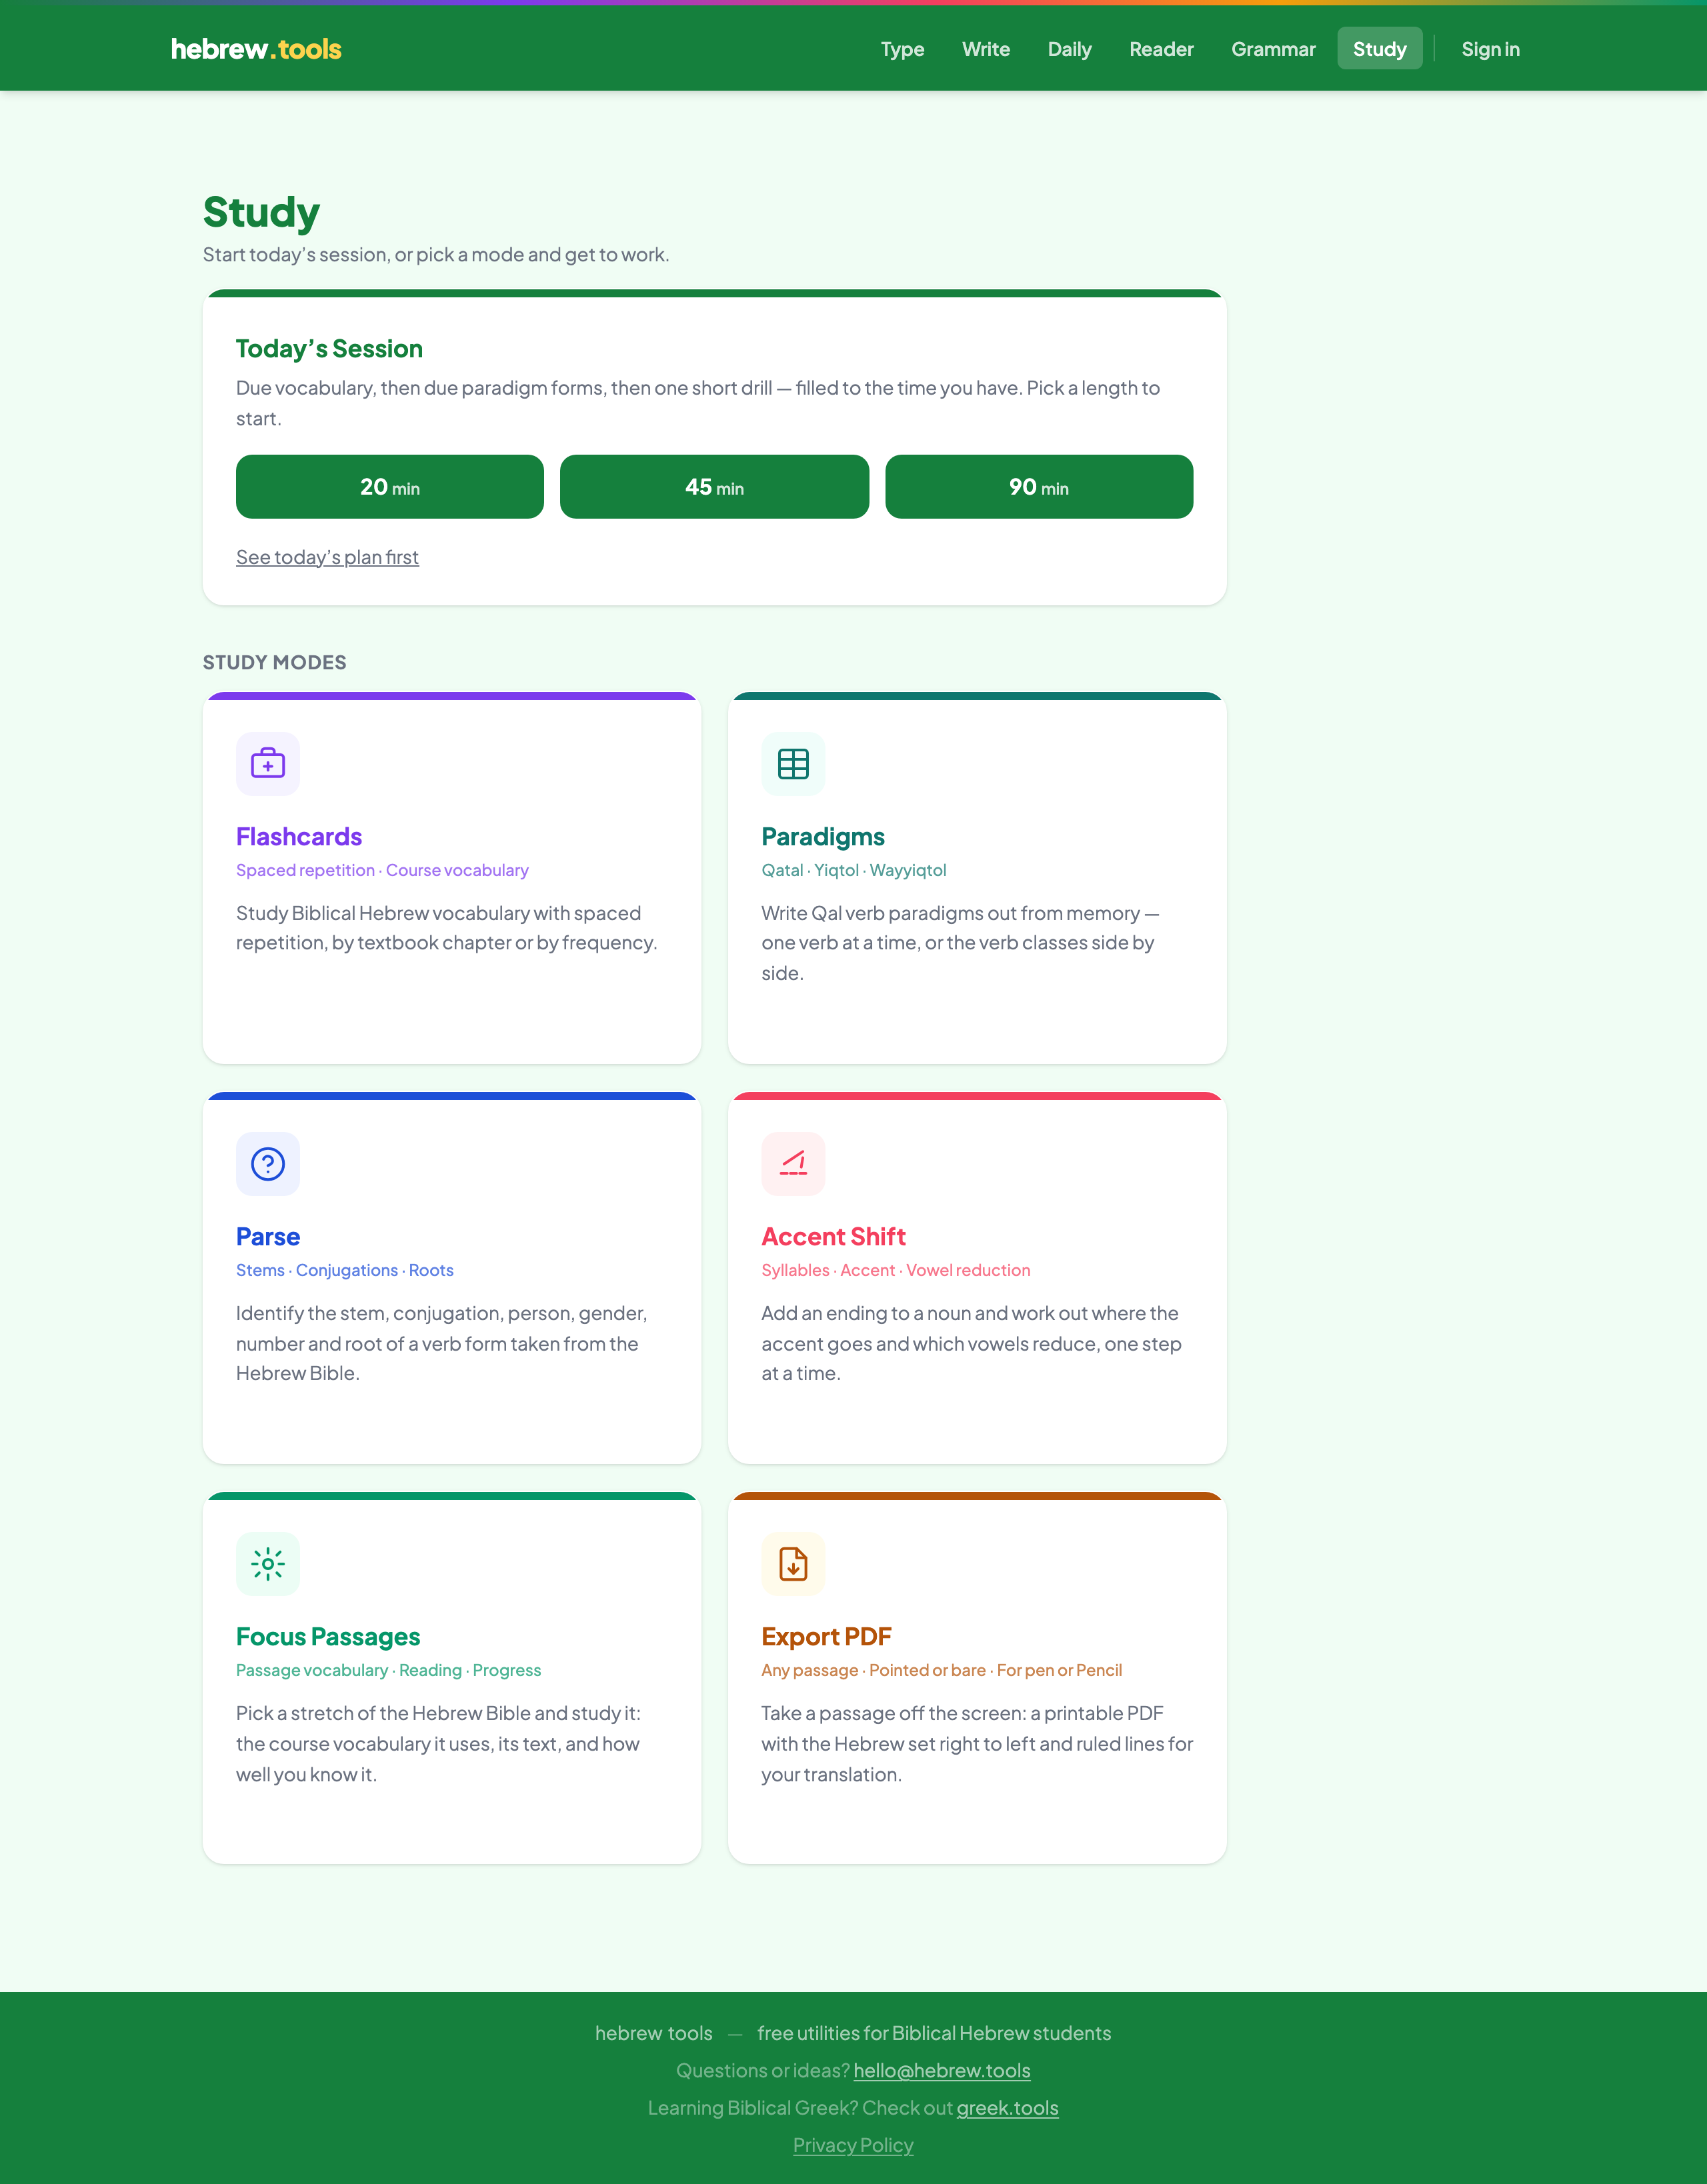 hebrew.tools
Type Write Daily Reader Grammar Study Sign in
Study
Start today’s session, or pick a mode and get to work.
Today’s Session
Due vocabulary, then due paradigm forms, then one short drill — filled to the time you have. Pick a length to
start.
20 min 45 min 90 min
See today’s plan first
STUDY MODES
Flashcards
Spaced repetition · Course vocabulary
Study Biblical Hebrew vocabulary with spaced
repetition, by textbook chapter or by frequency.
Paradigms
Qatal · Yiqtol · Wayyiqtol
Write Qal verb paradigms out from memory —
one verb at a time, or the verb classes side by
side.
Parse
Stems · Conjugations · Roots
Identify the stem, conjugation, person, gender,
number and root of a verb form taken from the
Hebrew Bible.
Accent Shift
Syllables · Accent · Vowel reduction
Add an ending to a noun and work out where the
accent goes and which vowels reduce, one step
at a time.
Focus Passages
Passage vocabulary · Reading · Progress
Pick a stretch of the Hebrew Bible and study it:
the course vocabulary it uses, its text, and how
well you know it.
Export PDF
Any passage · Pointed or bare · For pen or Pencil
Take a passage off the screen: a printable PDF
with the Hebrew set right to left and ruled lines for
your translation.
hebrew tools — free utilities for Biblical Hebrew students
Questions or ideas? hello@hebrew.tools
Learning Biblical Greek? Check out greek.tools
Privacy Policy